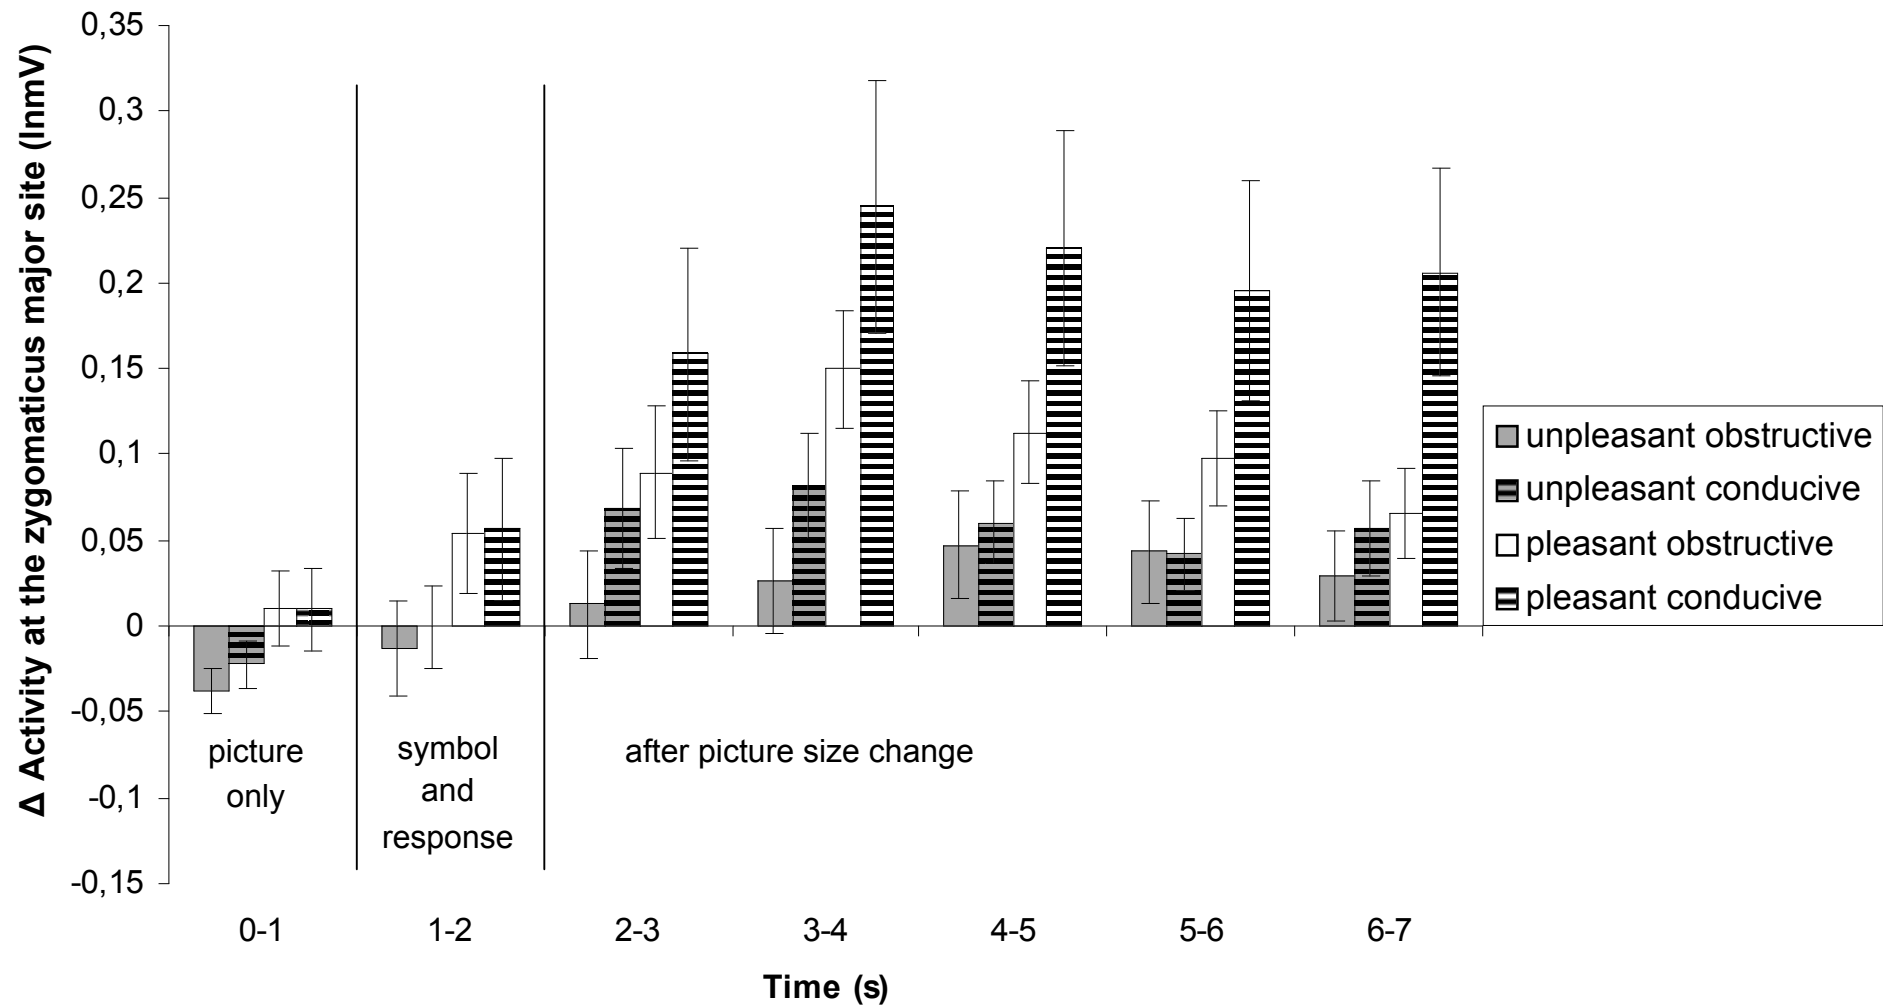 Δ Activity at the zygomaticus major site (lnmV)
0,35
0,3
0,25
0,2
0,15
0,1
0,05
0
-0,05
-0,1
-0,15
picture
only
symbol
and
response
after picture size change
0-1
1-2
2-3
3-4
4-5
5-6
6-7
Time (s)
unpleasant obstructive
unpleasant conducive
pleasant obstructive
pleasant conducive